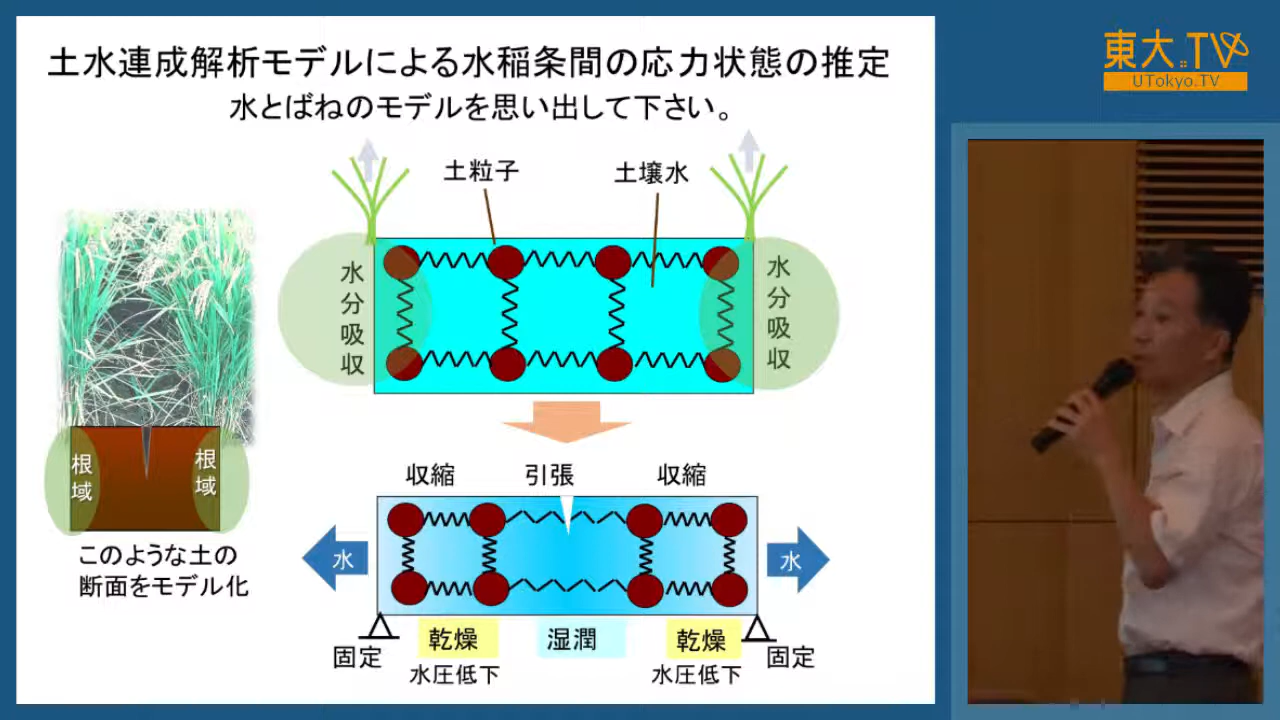 土水連成解析モデルによる水稲条間の応力状態の推定
水とばねのモデルを思い出して下さい。
東大.TV
UTokyo.TV
土粒子
土壌水
水分吸収
水分吸収
根域
根域
このような土の
断面をモデル化
収縮
引張
収縮
水
水
固定
乾燥
湿潤
乾燥
固定
水圧低下
水圧低下